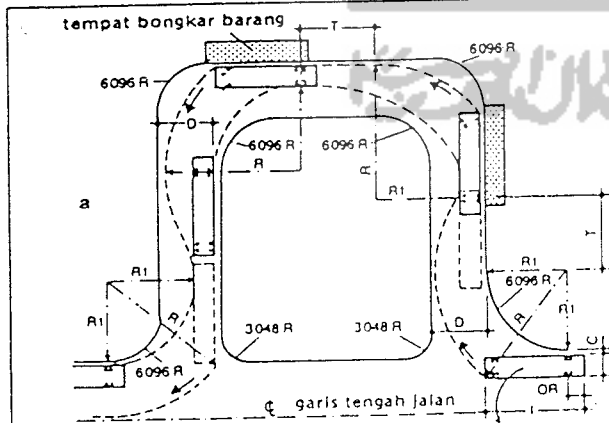 tempat bongkar barang
T
6096 R
6096 R
D
6096 R
6096 R
R
R
a
R1
T
R1
R1
6096 R
R1
R1
R
R
D
3048 R
3048 R
C
6096 R
OR
℄ garis tengah jalan